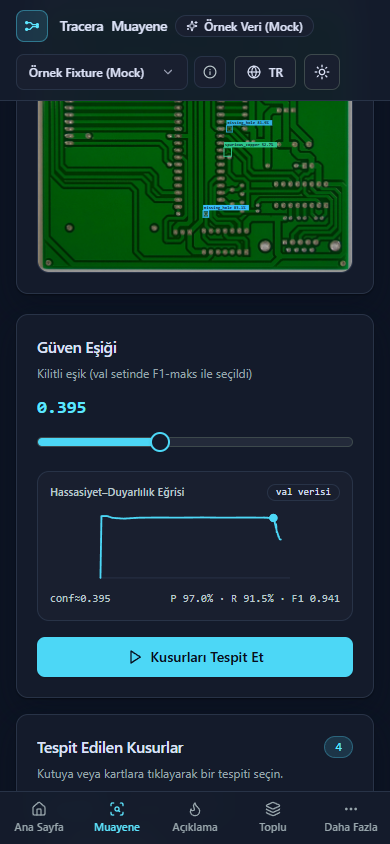 Tracera Muayene
Örnek Veri (Mock)
Örnek Fixture (Mock)
TR
Güven Eşiği
Kilitli eşik (val setinde F1-maks ile seçildi)
0.395
Hassasiyet–Duyarlılık Eğrisi
val verisi
conf≈0.395
P 97.0% · R 91.5% · F1 0.941
Kusurları Tespit Et
Tespit Edilen Kusurlar
4
Kutuya veya kartlara tıklayarak bir tespiti seçin.
Ana Sayfa
Muayene
Açıklama
Toplu
Daha Fazla